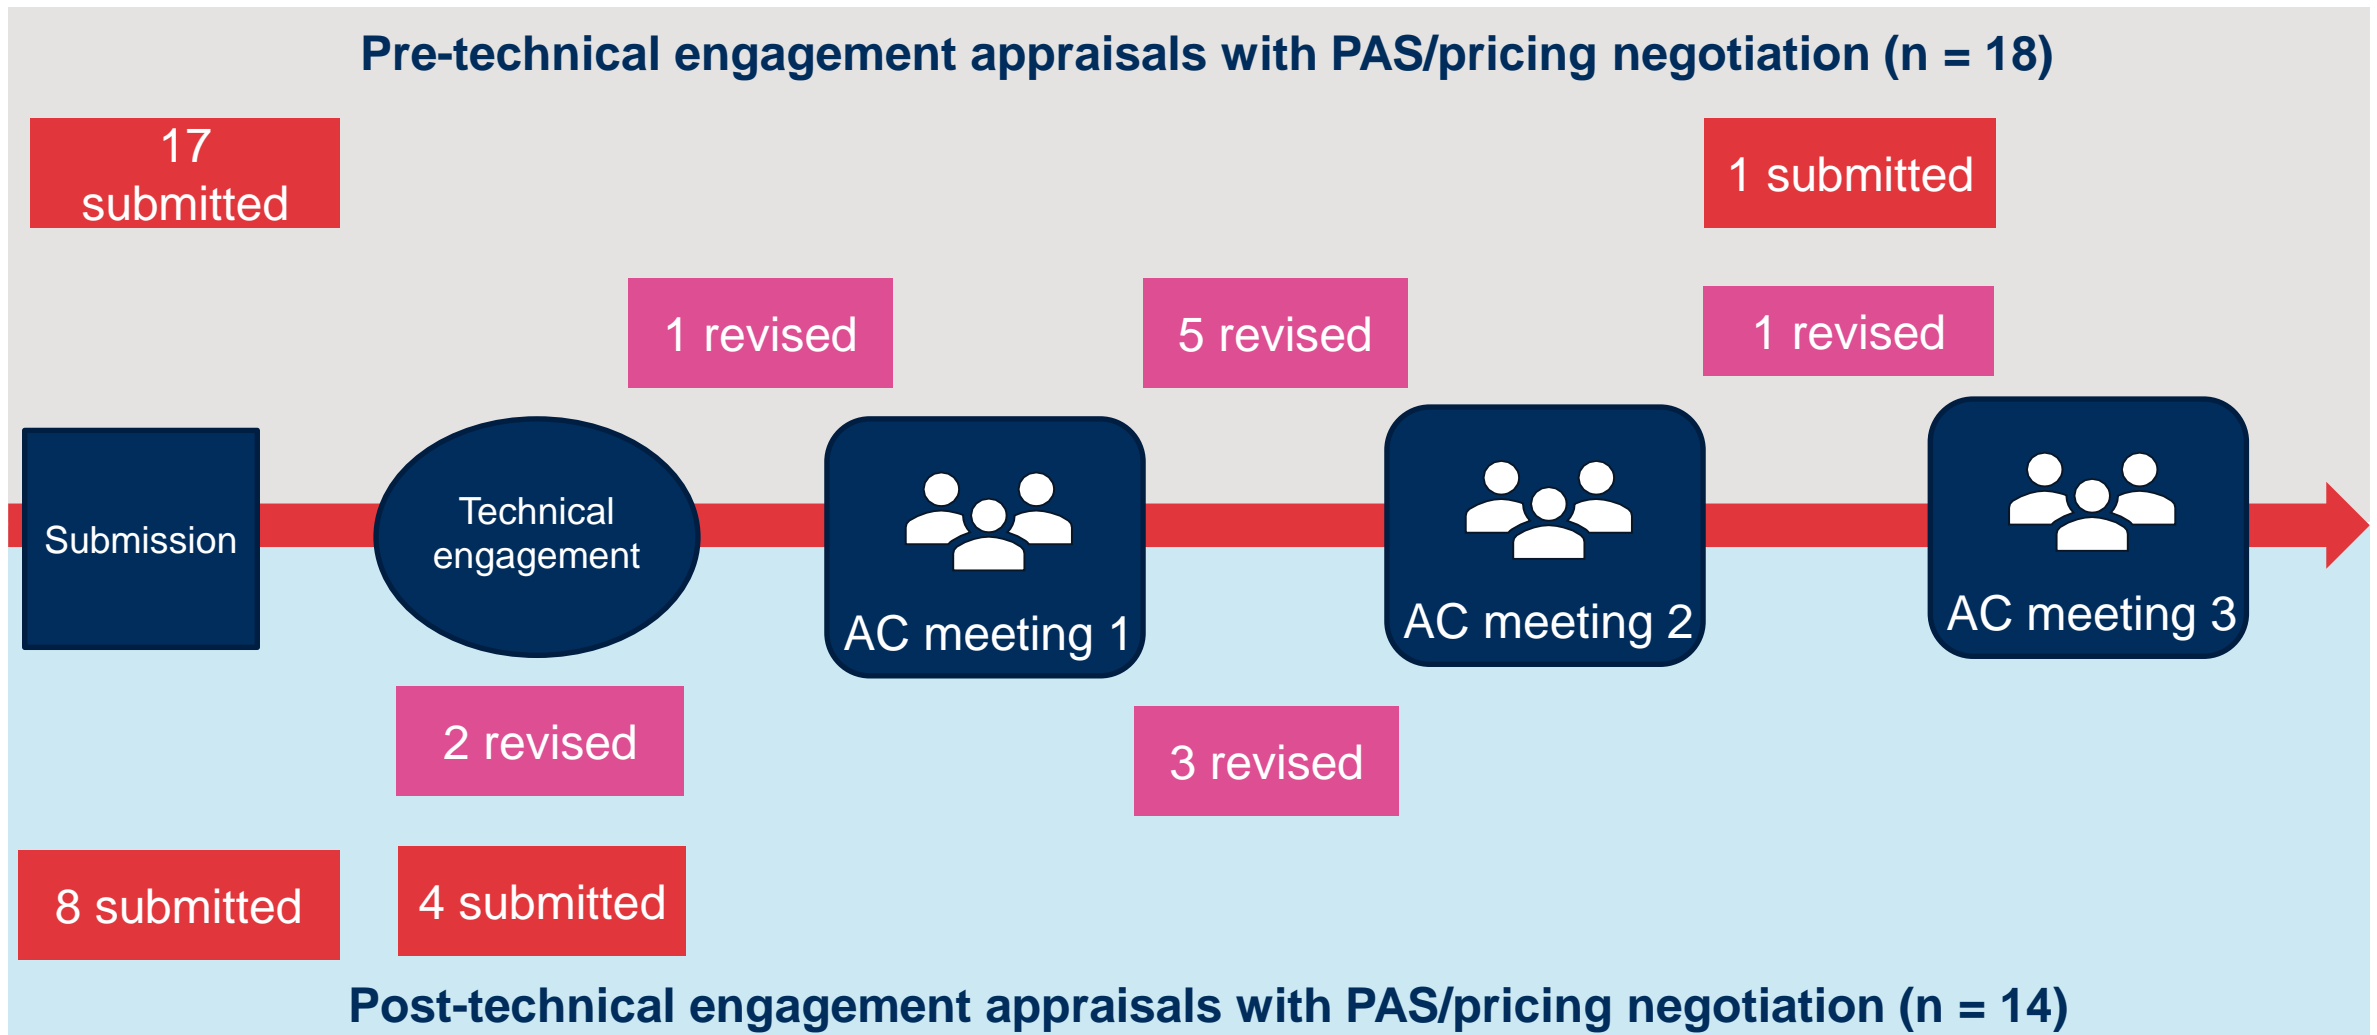 Pre-technical engagement appraisals with PAS/pricing negotiation (n = 18)
17
submitted
1 submitted
1 revised
5 revised
1 revised
Submission
Technical
engagement
AC meeting 1
AC meeting 2
AC meeting 3
2 revised
3 revised
8 submitted
4 submitted
Post-technical engagement appraisals with PAS/pricing negotiation (n = 14)